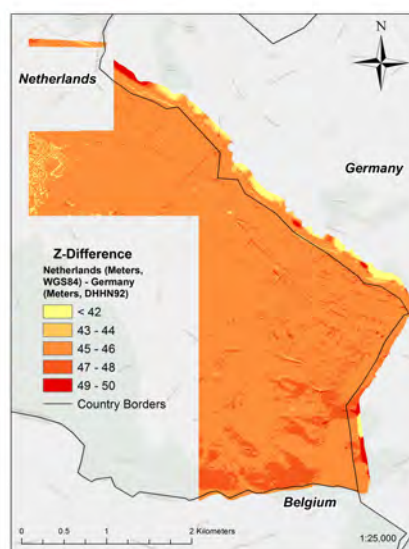 N
Netherlands
Germany
Z-Difference
Netherlands (Meters,
WGS84) - Germany
(Meters, DHHN92)
< 42
43 - 44
45 - 46
47 - 48
49 - 50
Country Borders
Belgium
0 0.5 1 2 Kilometers
1:25,000